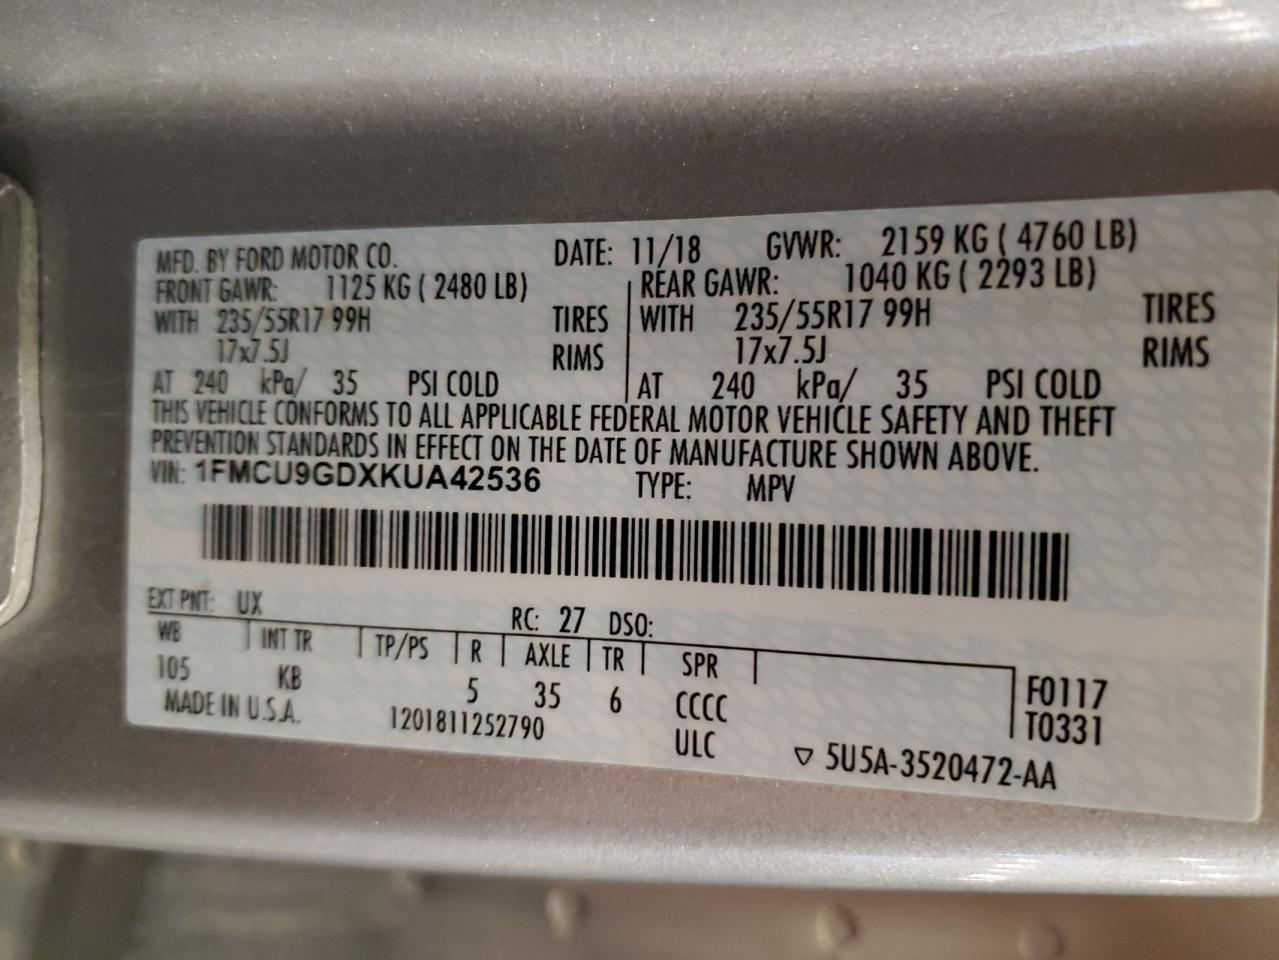 MFD. BY FORD MOTOR CO. DATE: 11/18 GVWR: 2159 KG ( 4760 LB)
FRONT GAWR: 1125 KG ( 2480 LB) REAR GAWR: 1040 KG ( 2293 LB)
WITH 235/55R17 99H TIRES WITH 235/55R17 99H TIRES
17x7.5J RIMS 17x7.5J RIMS
AT 240 kPa/ 35 PSI COLD AT 240 kPa/ 35 PSI COLD
THIS VEHICLE CONFORMS TO ALL APPLICABLE FEDERAL MOTOR VEHICLE SAFETY AND THEFT
PREVENTION STANDARDS IN EFFECT ON THE DATE OF MANUFACTURE SHOWN ABOVE.
VIN: 1FMCU9GDXKUA42536 TYPE: MPV
EXT PNT: UX RC: 27 DSO:
WB INT TR TP/PS R AXLE TR SPR
105 KB 5 35 6 CCCC F0117
MADE IN U.S.A. 1201811252790 ULC T0331
▽ 5U5A-3520472-AA